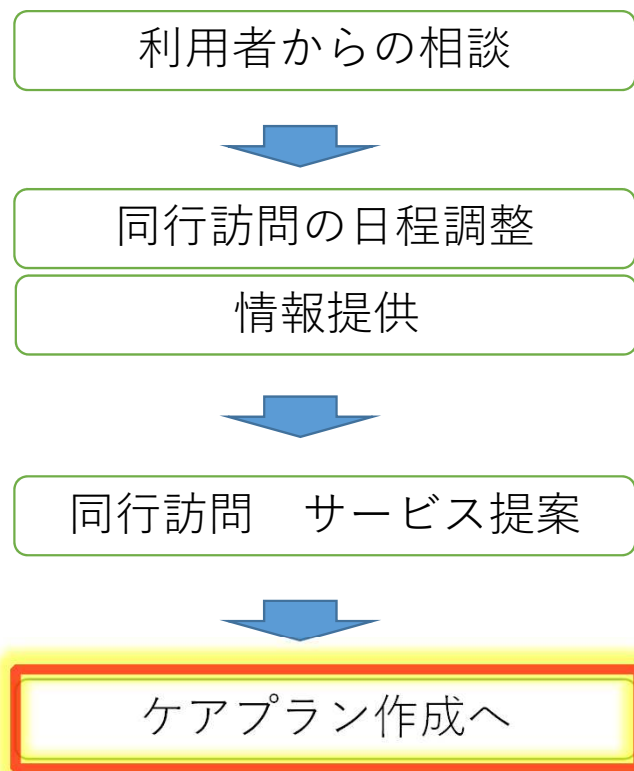 利用者からの相談
同行訪問の日程調整
情報提供
同行訪問　サービス提案
ケアプラン作成へ